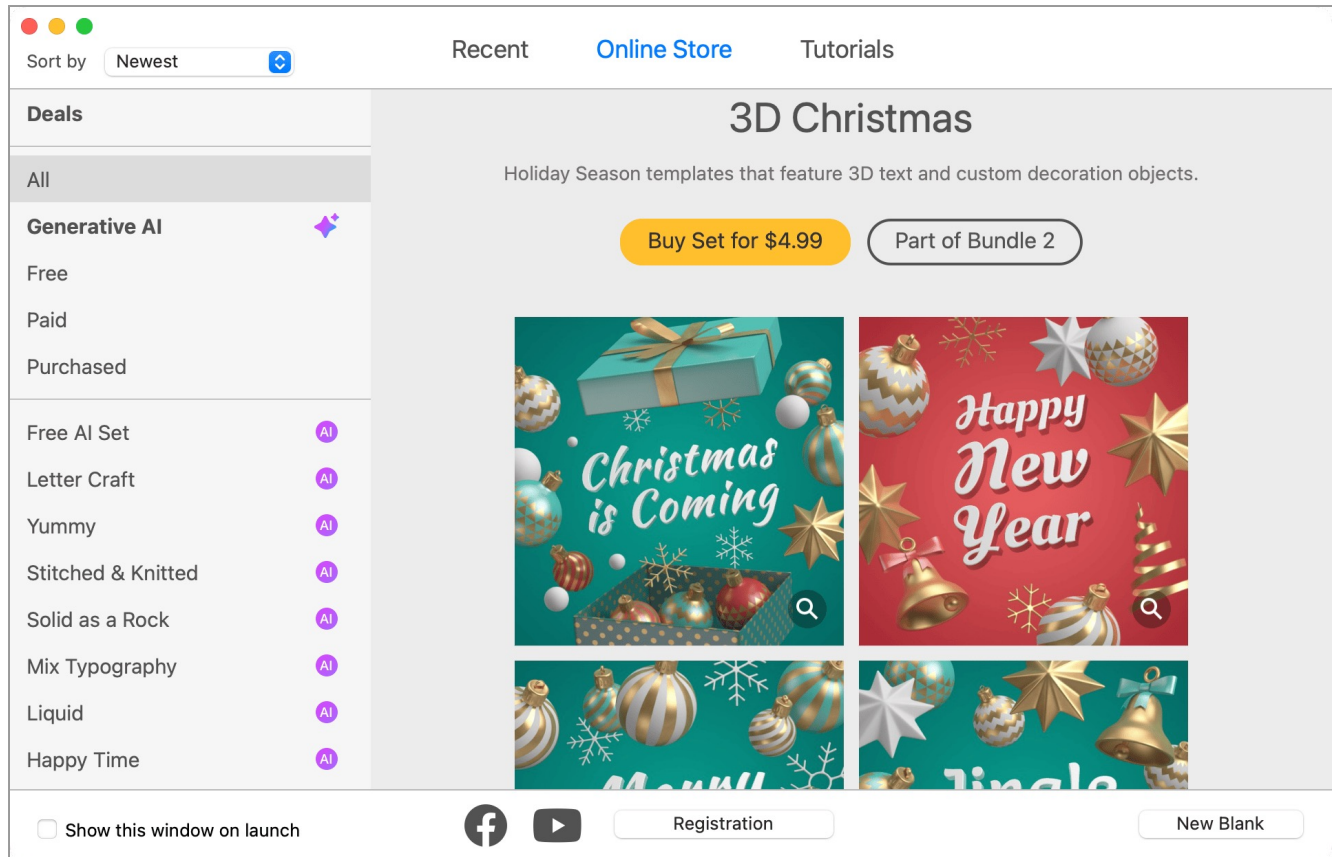 Sort by
Newest
Recent
Online Store
Tutorials
Deals
All
Generative AI
Free
Paid
Purchased
Free AI Set AI
Letter Craft AI
Yummy AI
Stitched & Knitted AI
Solid as a Rock AI
Mix Typography AI
Liquid AI
Happy Time AI
3D Christmas
Holiday Season templates that feature 3D text and custom decoration objects.
Buy Set for $4.99
Part of Bundle 2
Christmas
is Coming
Happy
New
Year
Merry
Jingle
Show this window on launch
Registration
New Blank